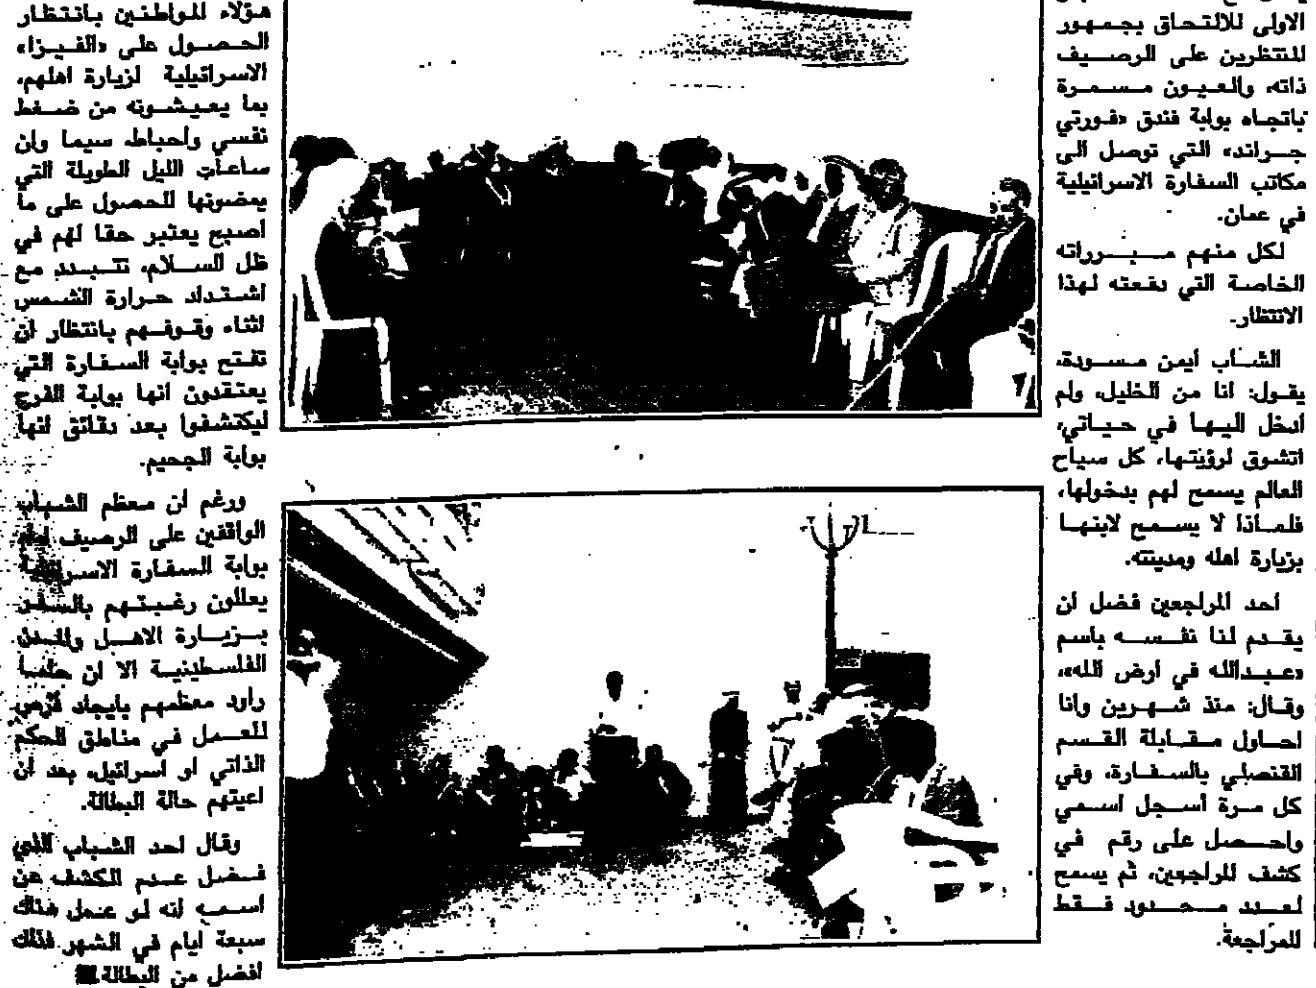 الاولى للالتحاق بجمهور
المنتظرين على الرصيف
ذاته، والعيون مسمرة
باتجاه بوابة فندق «فورتي
جراند» التي توصل الى
مكاتب السفارة الاسرائيلية
في عمان.
لكل منهم مبرراته
الخاصة التي دفعته لهذا
الانتظار.
الشاب أيمن مسودة،
يقول: انا من الخليل، ولم
أدخل اليها في حياتي،
اتشوق لرؤيتها، كل سياح
العالم يسمح لهم بدخولها،
فلماذا لا يسمح لابنها
بزيارة اهله ومدينته.
أحد المراجعين فضل ان
يقدم لنا نفسه باسم
«عبدالله في أرض الله»،
وقال: منذ شهرين وانا
احاول مقابلة القسم
القنصلي بالسفارة، وفي
كل مرة أسجل اسمي
واحصل على رقم في
كشف المراجعين، ثم يسمح
لعدد محدود فقط
للمراجعة.
هؤلاء المواطنين بانتظار
الحصول على «الفيزا»
الاسرائيلية لزيارة اهلهم،
بما يعيشونه من ضغط
نفسي واحباط، سيما وان
ساعات الليل الطويلة التي
يمضونها للحصول على ما
اصبح يعتبر حقا لهم في
ظل السلام، تتبدد مع
اشتداد حرارة الشمس
اثناء وقوفهم بانتظار ان
تفتح بوابة السفارة التي
يعتقدون انها بوابة الفرج
ليكتشفوا بعد دقائق انها
بوابة الجحيم.
ورغم ان معظم الشباب
الواقفين على الرصيف امام
بوابة السفارة الاسرائيلية
يعللون رغبتهم بالسفر
بزيارة الاهل والمدن
الفلسطينية الا ان حلما
راود معظمهم بايجاد فرص
للعمل في مناطق الحكم
الذاتي او اسرائيل، بعد ان
اعيتهم حالة البطالة.
وقال احد الشباب الذي
فضل عدم الكشف عن
اسمه انه لو عمل هناك
سبعة ايام في الشهر فذلك
افضل من البطالة.